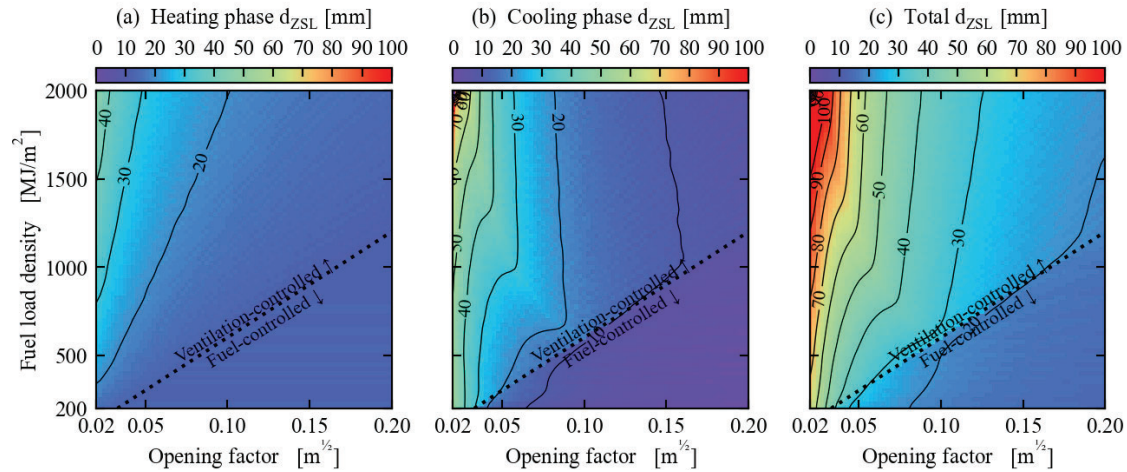 (a) Heating phase d_ZSL [mm]
0 10 20 30 40 50 60 70 80 90 100
(b) Cooling phase d_ZSL [mm]
0 10 20 30 40 50 60 70 80 90 100
(c) Total d_ZSL [mm]
0 10 20 30 40 50 60 70 80 90 100
Fuel load density [MJ/m²]
2000
1500
1000
500
200
40
30
20
Ventilation-controlled ↑
Fuel-controlled ↓
0.02 0.05 0.10 0.15 0.20
Opening factor [m^½]
70
60
50
40
30
20
10
Ventilation-controlled ↑
Fuel-controlled ↓
0.02 0.05 0.10 0.15 0.20
Opening factor [m^½]
100
90
80
70
60
50
40
30
20
Ventilation-controlled ↑
Fuel-controlled ↓
0.02 0.05 0.10 0.15 0.20
Opening factor [m^½]